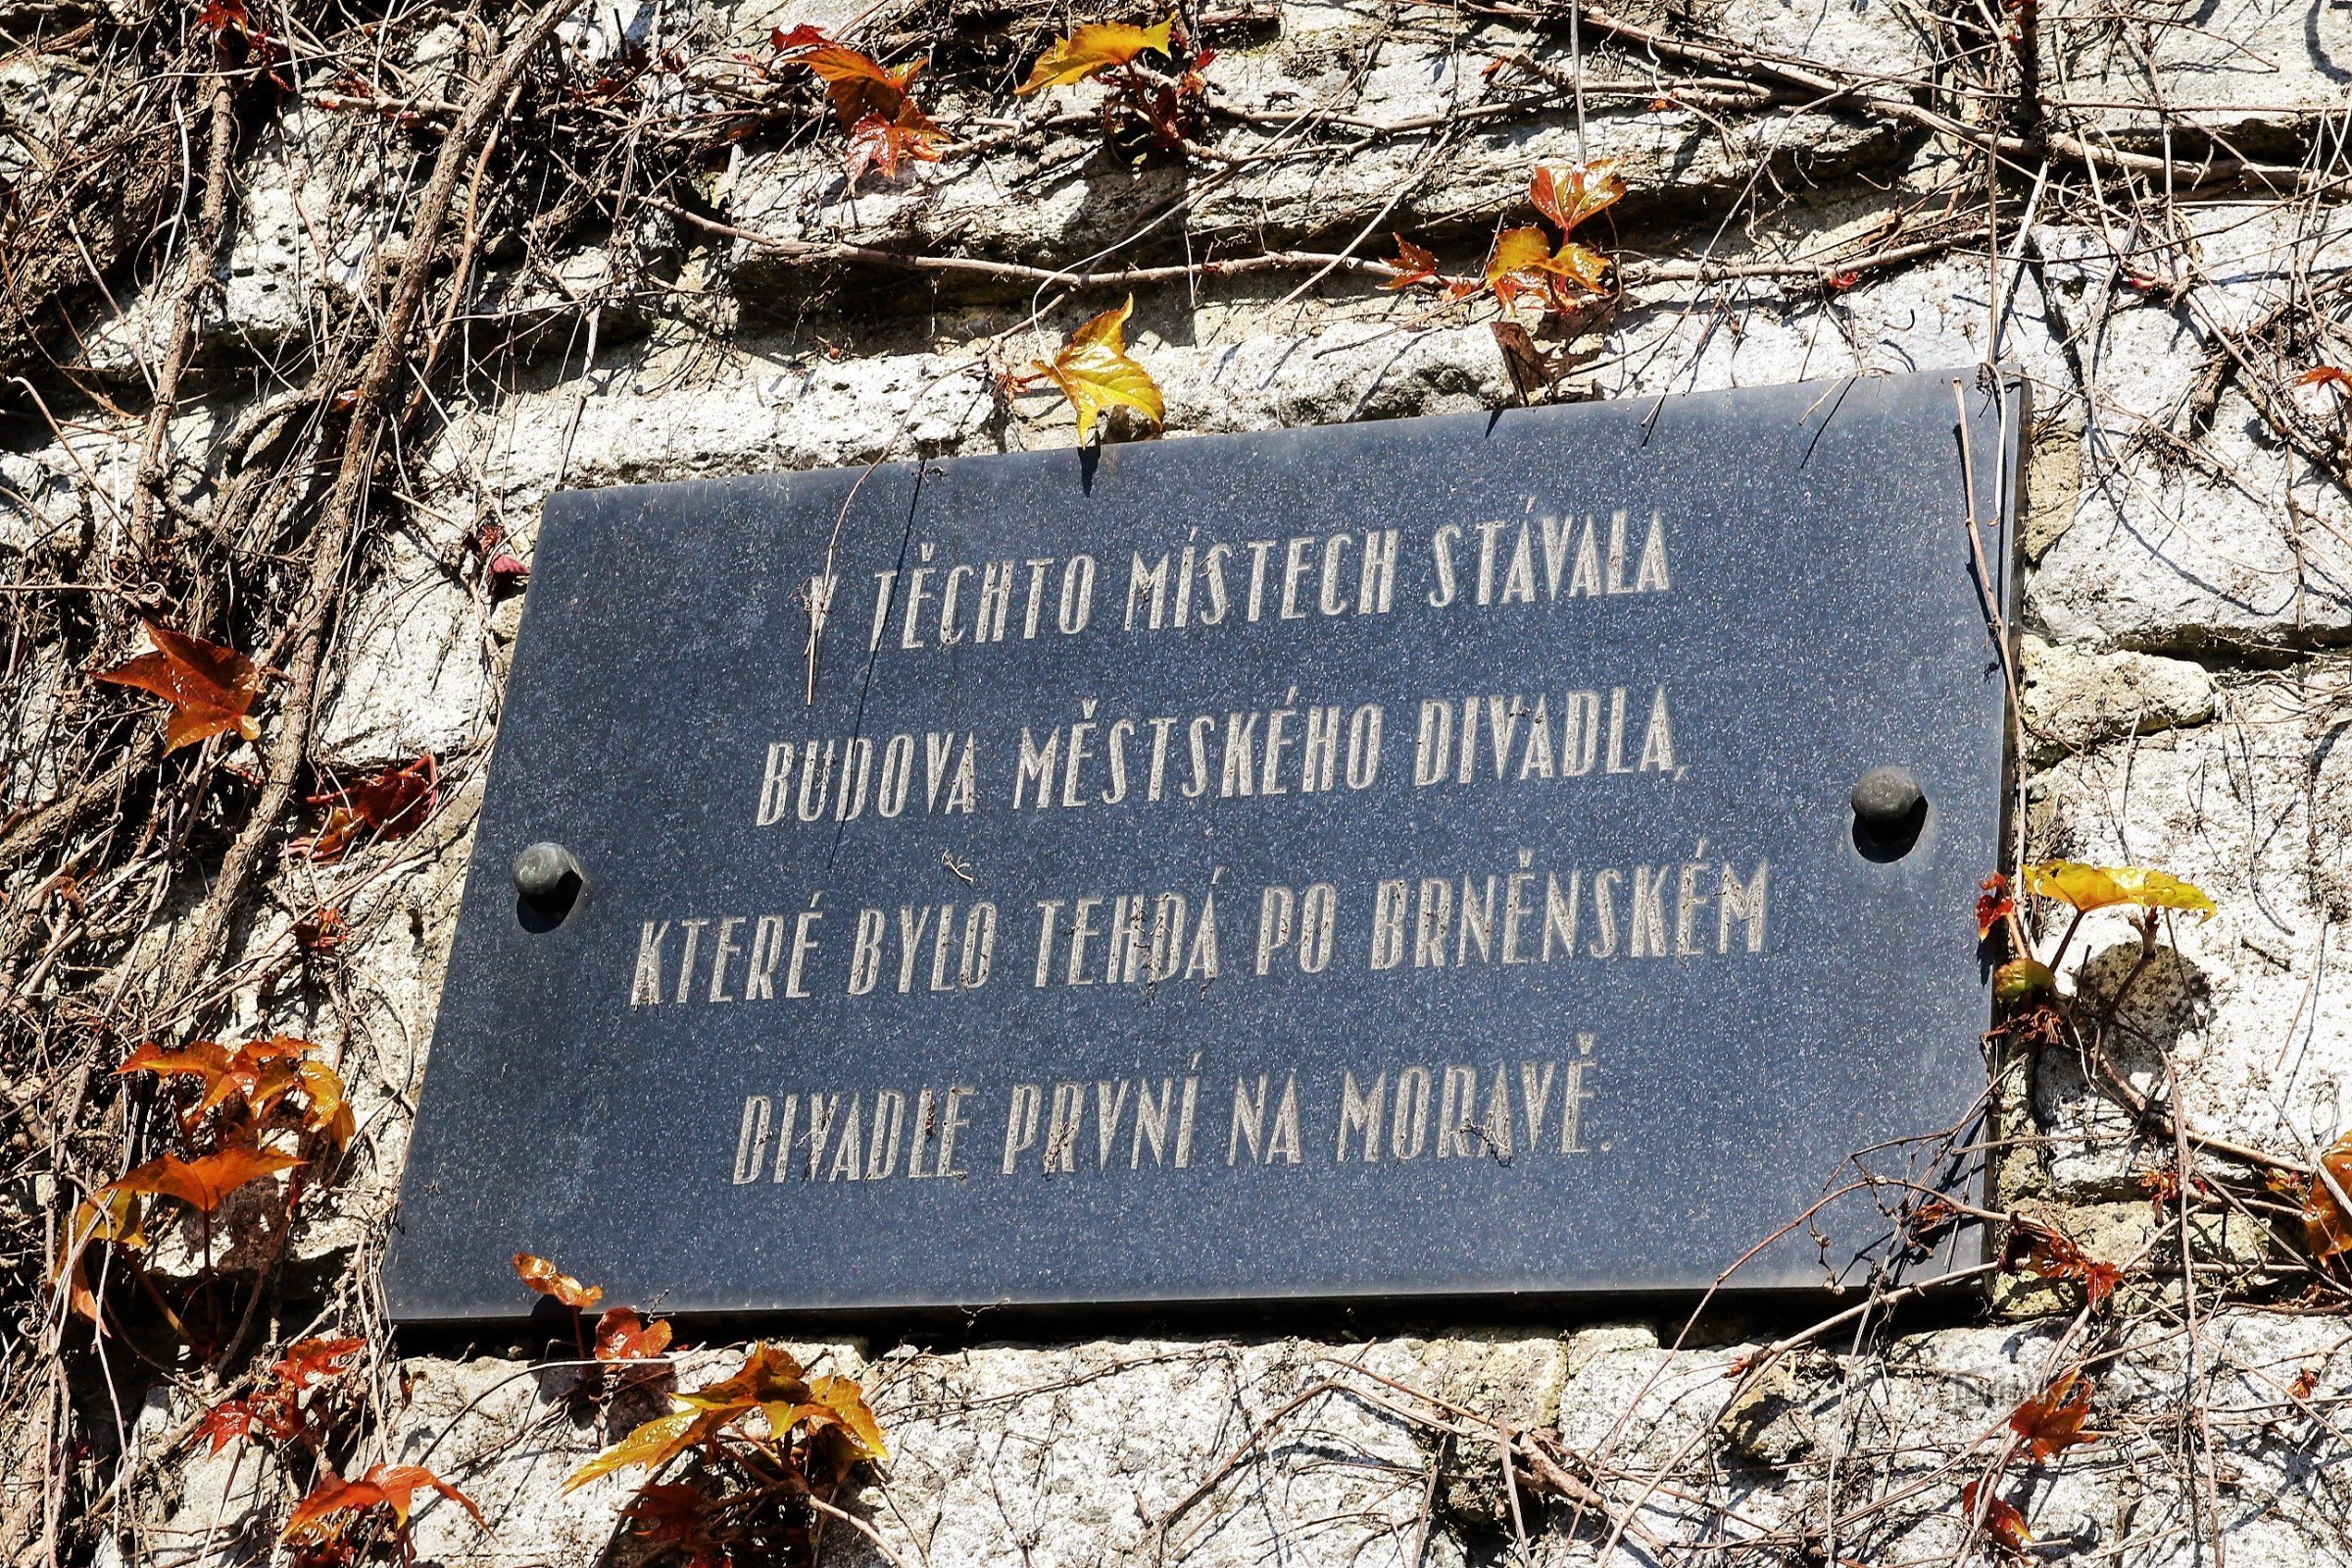 V TĚCHTO MÍSTECH STÁVALA
BUDOVA MĚSTSKÉHO DIVADLA,
KTERÉ BYLO TEHDÁ PO BRNĚNSKÉM
DIVADLE PRVNÍ NA MORAVĚ.